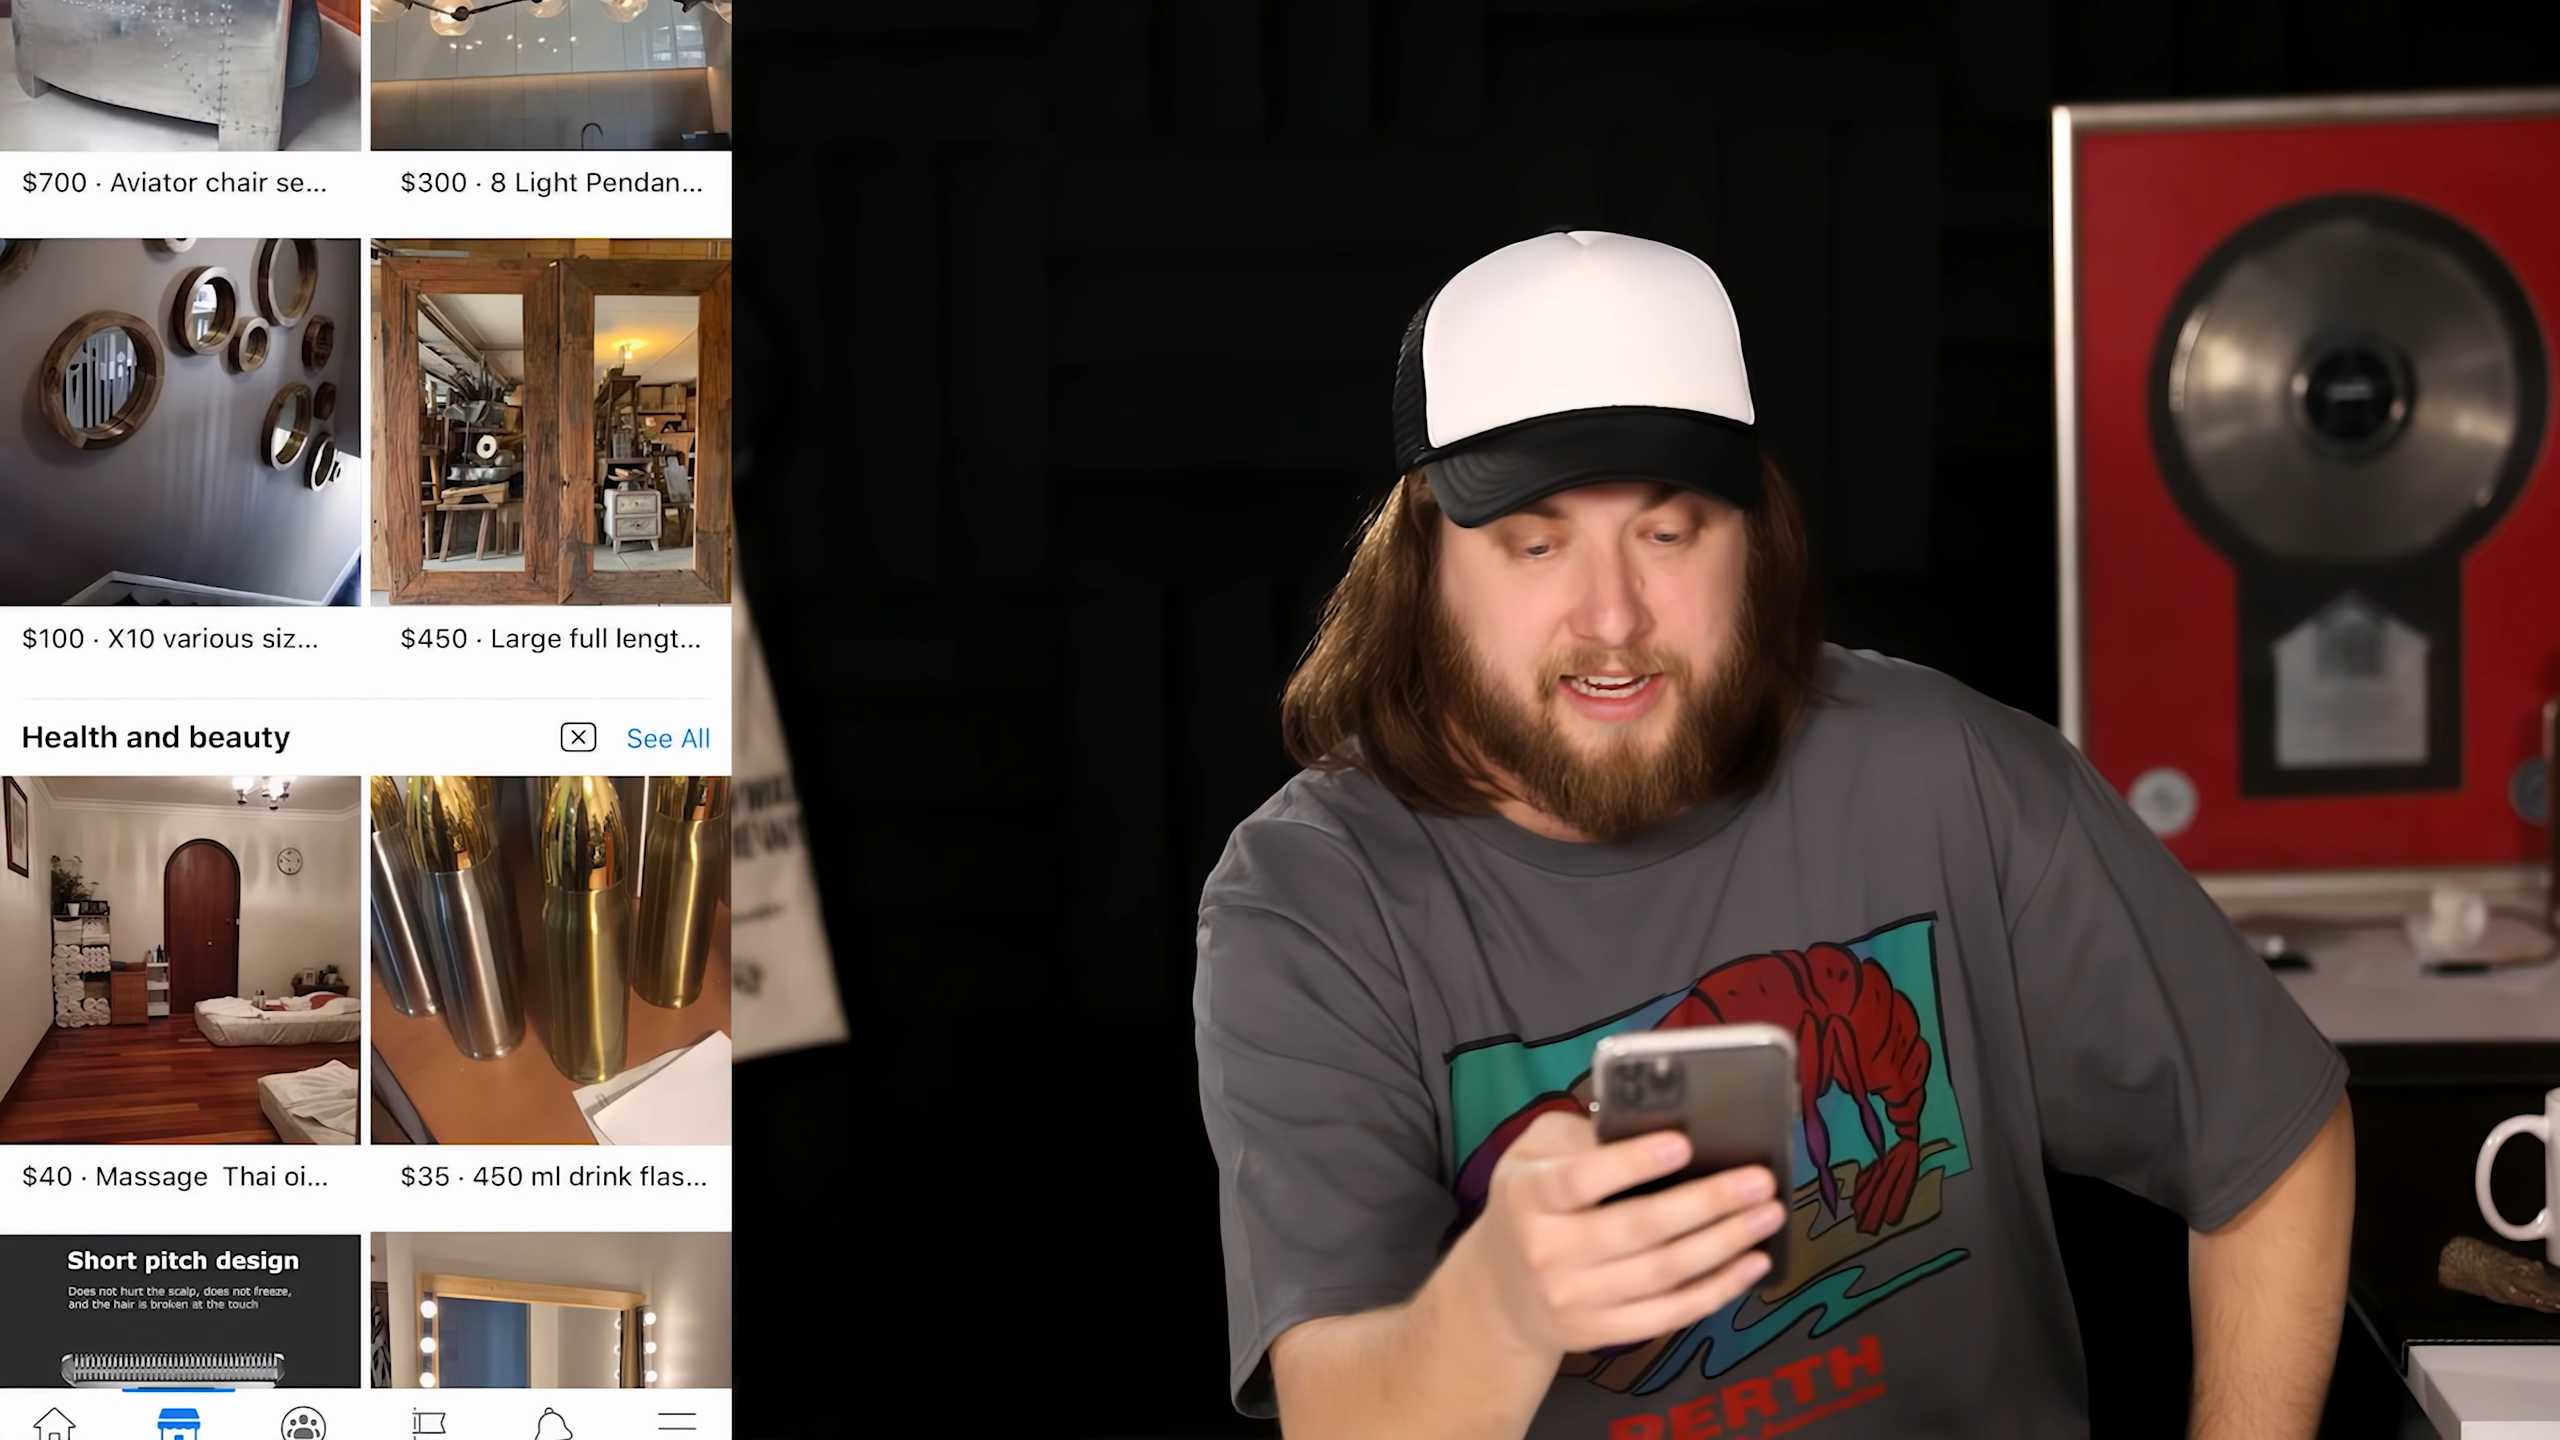 $700 · Aviator chair se...
$300 · 8 Light Pendan...
$100 · X10 various siz...
$450 · Large full lengt...
Health and beauty
See All
$40 · Massage Thai oi...
$35 · 450 ml drink flas...
Short pitch design
Does not hurt the scalp, does not freeze,
and the hair is broken at the touch
PERTH